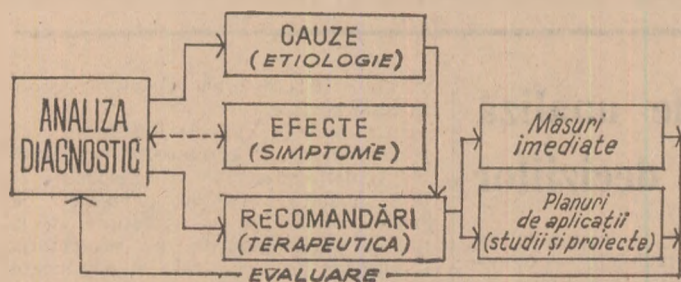 ANALIZA
DIAGNOSTIC
CAUZE
(ETIOLOGIE)
EFECTE
(SIMPTOME)
RECOMANDĂRI
(TERAPEUTICA)
Măsuri
imediate
Planuri
de aplicații
(studii și proiecte)
EVALUARE